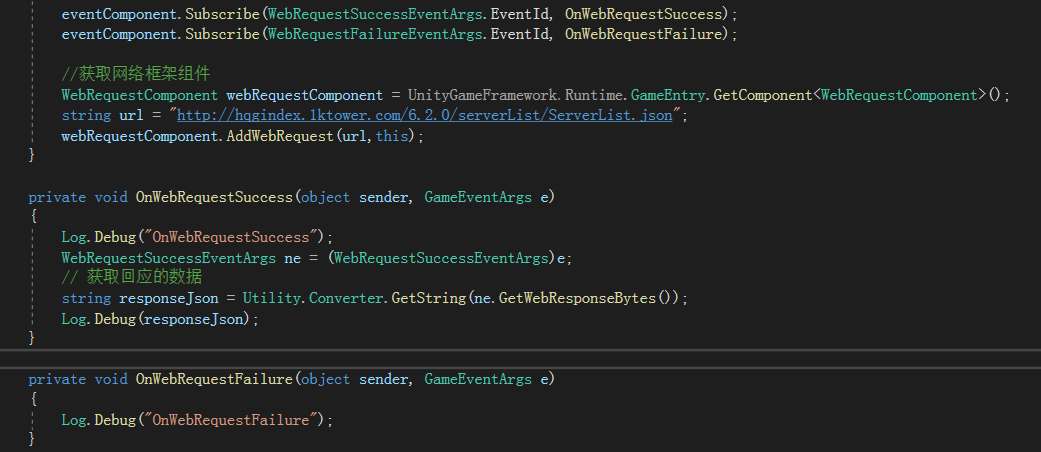 eventComponent.Subscribe(WebRequestSuccessEventArgs.EventId, OnWebRequestSuccess);
eventComponent.Subscribe(WebRequestFailureEventArgs.EventId, OnWebRequestFailure);
//获取网络框架组件
WebRequestComponent webRequestComponent = UnityGameFramework.Runtime.GameEntry.GetComponent<WebRequestComponent>();
string url = "http://hqgindex.1ktower.com/6.2.0/serverList/ServerList.json";
webRequestComponent.AddWebRequest(url,this);
}
private void OnWebRequestSuccess(object sender, GameEventArgs e)
{
Log.Debug("OnWebRequestSuccess");
WebRequestSuccessEventArgs ne = (WebRequestSuccessEventArgs)e;
// 获取回应的数据
string responseJson = Utility.Converter.GetString(ne.GetWebResponseBytes());
Log.Debug(responseJson);
}
private void OnWebRequestFailure(object sender, GameEventArgs e)
{
Log.Debug("OnWebRequestFailure");
}